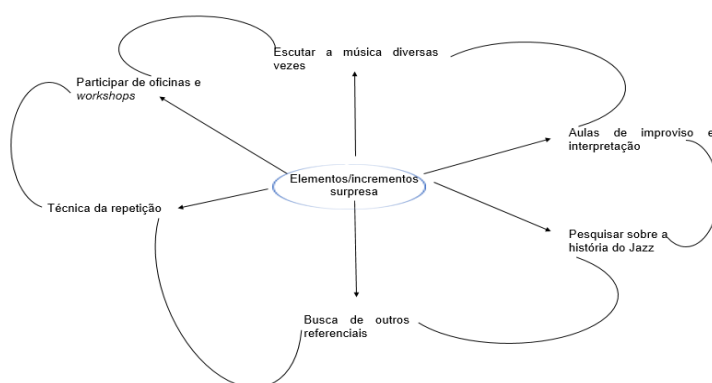 Escutar a música diversas
vezes
Participar de oficinas e
workshops
Aulas de improviso e
interpretação
Elementos/incrementos
surpresa
Técnica da repetição
Pesquisar sobre a
história do Jazz
Busca de outros
referenciais